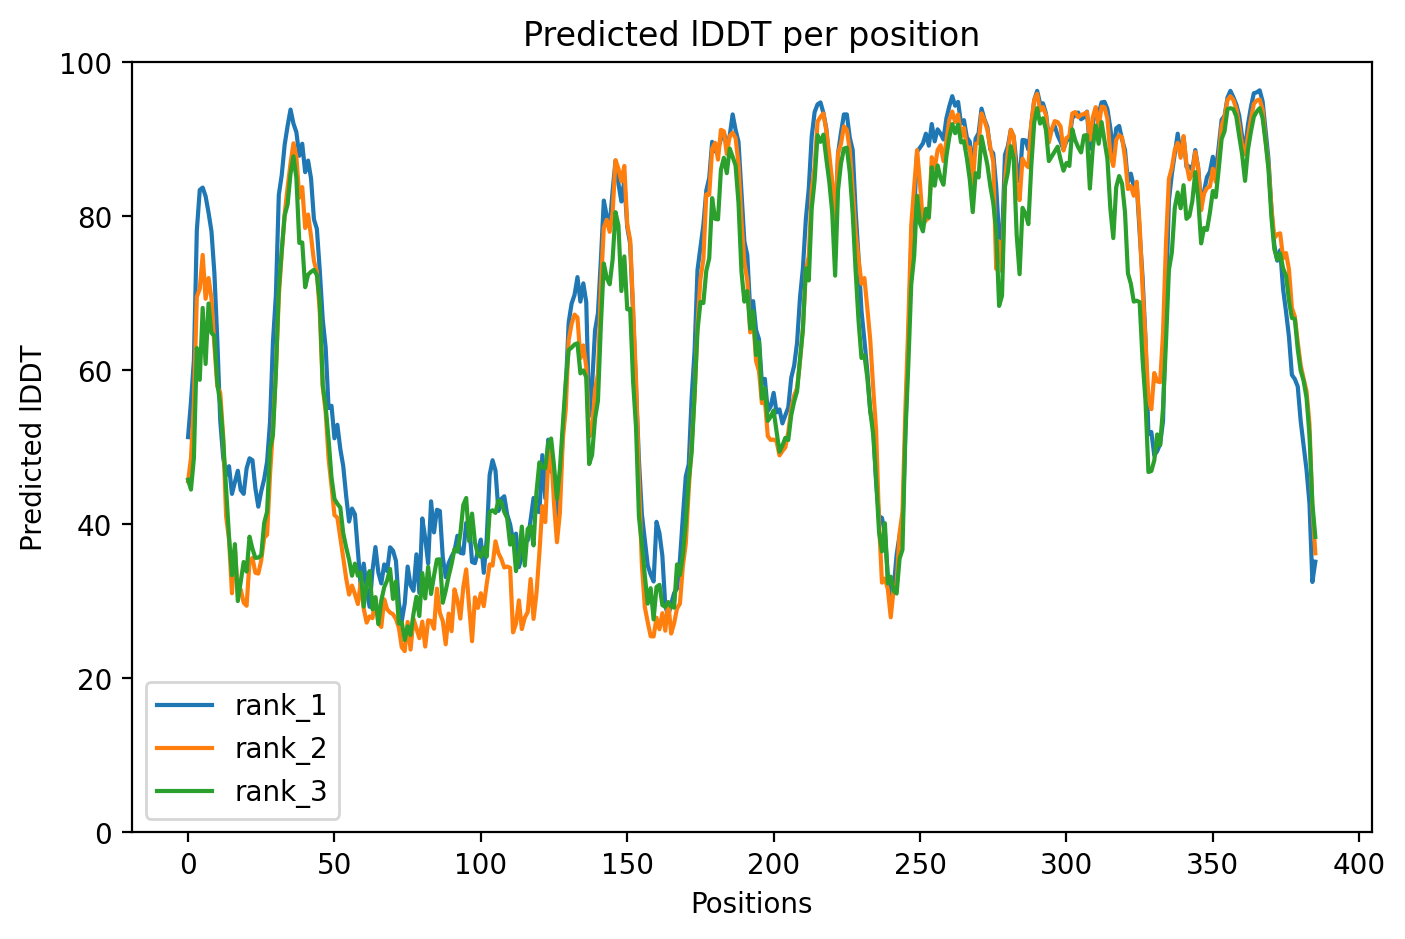 Predicted lDDT per position
100
80
60
40
20
0
Predicted lDDT
rank_1
rank_2
rank_3
0 50 100 150 200 250 300 350 400
Positions